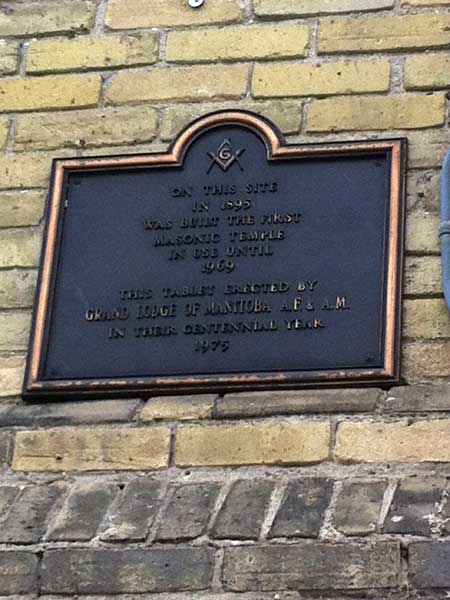 G
ON THIS SITE
IN 1895
WAS BUILT THE FIRST
MASONIC TEMPLE
IN USE UNTIL
1969
THIS TABLET ERECTED BY
GRAND LODGE OF MANITOBA A.F. & A.M.
IN THEIR CENTENNIAL YEAR
1975